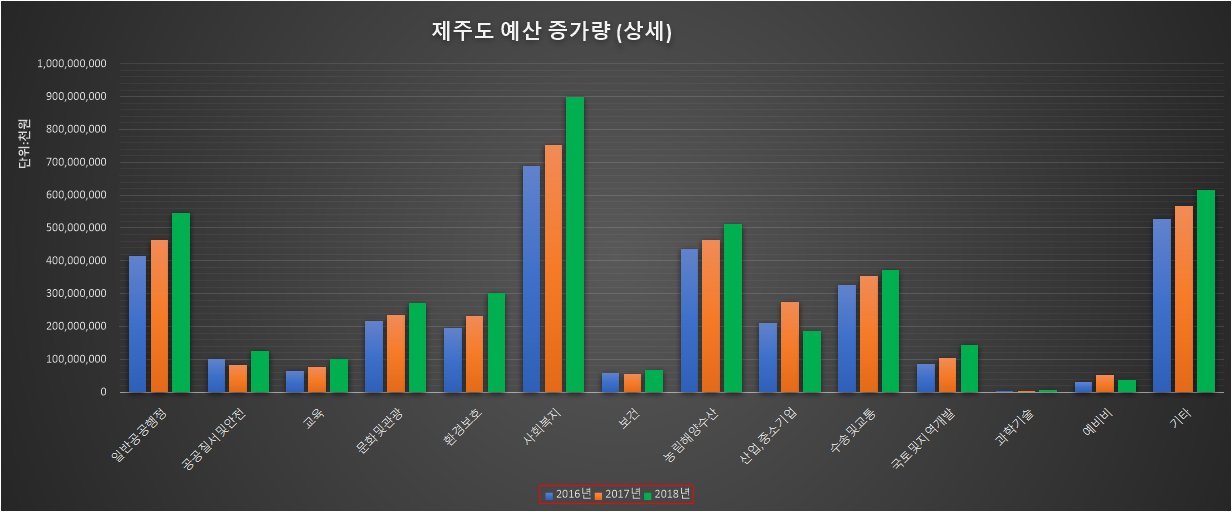 제주도 예산 증가량 (상세)
단위:천원
1,000,000,000
900,000,000
800,000,000
700,000,000
600,000,000
500,000,000
400,000,000
300,000,000
200,000,000
100,000,000
0
일반공공행정
공공질서및안전
교육
문화및관광
환경보호
사회복지
보건
농림해양수산
산업,중소기업
수송및교통
국토및지역개발
과학기술
예비비
기타
2016년 2017년 2018년